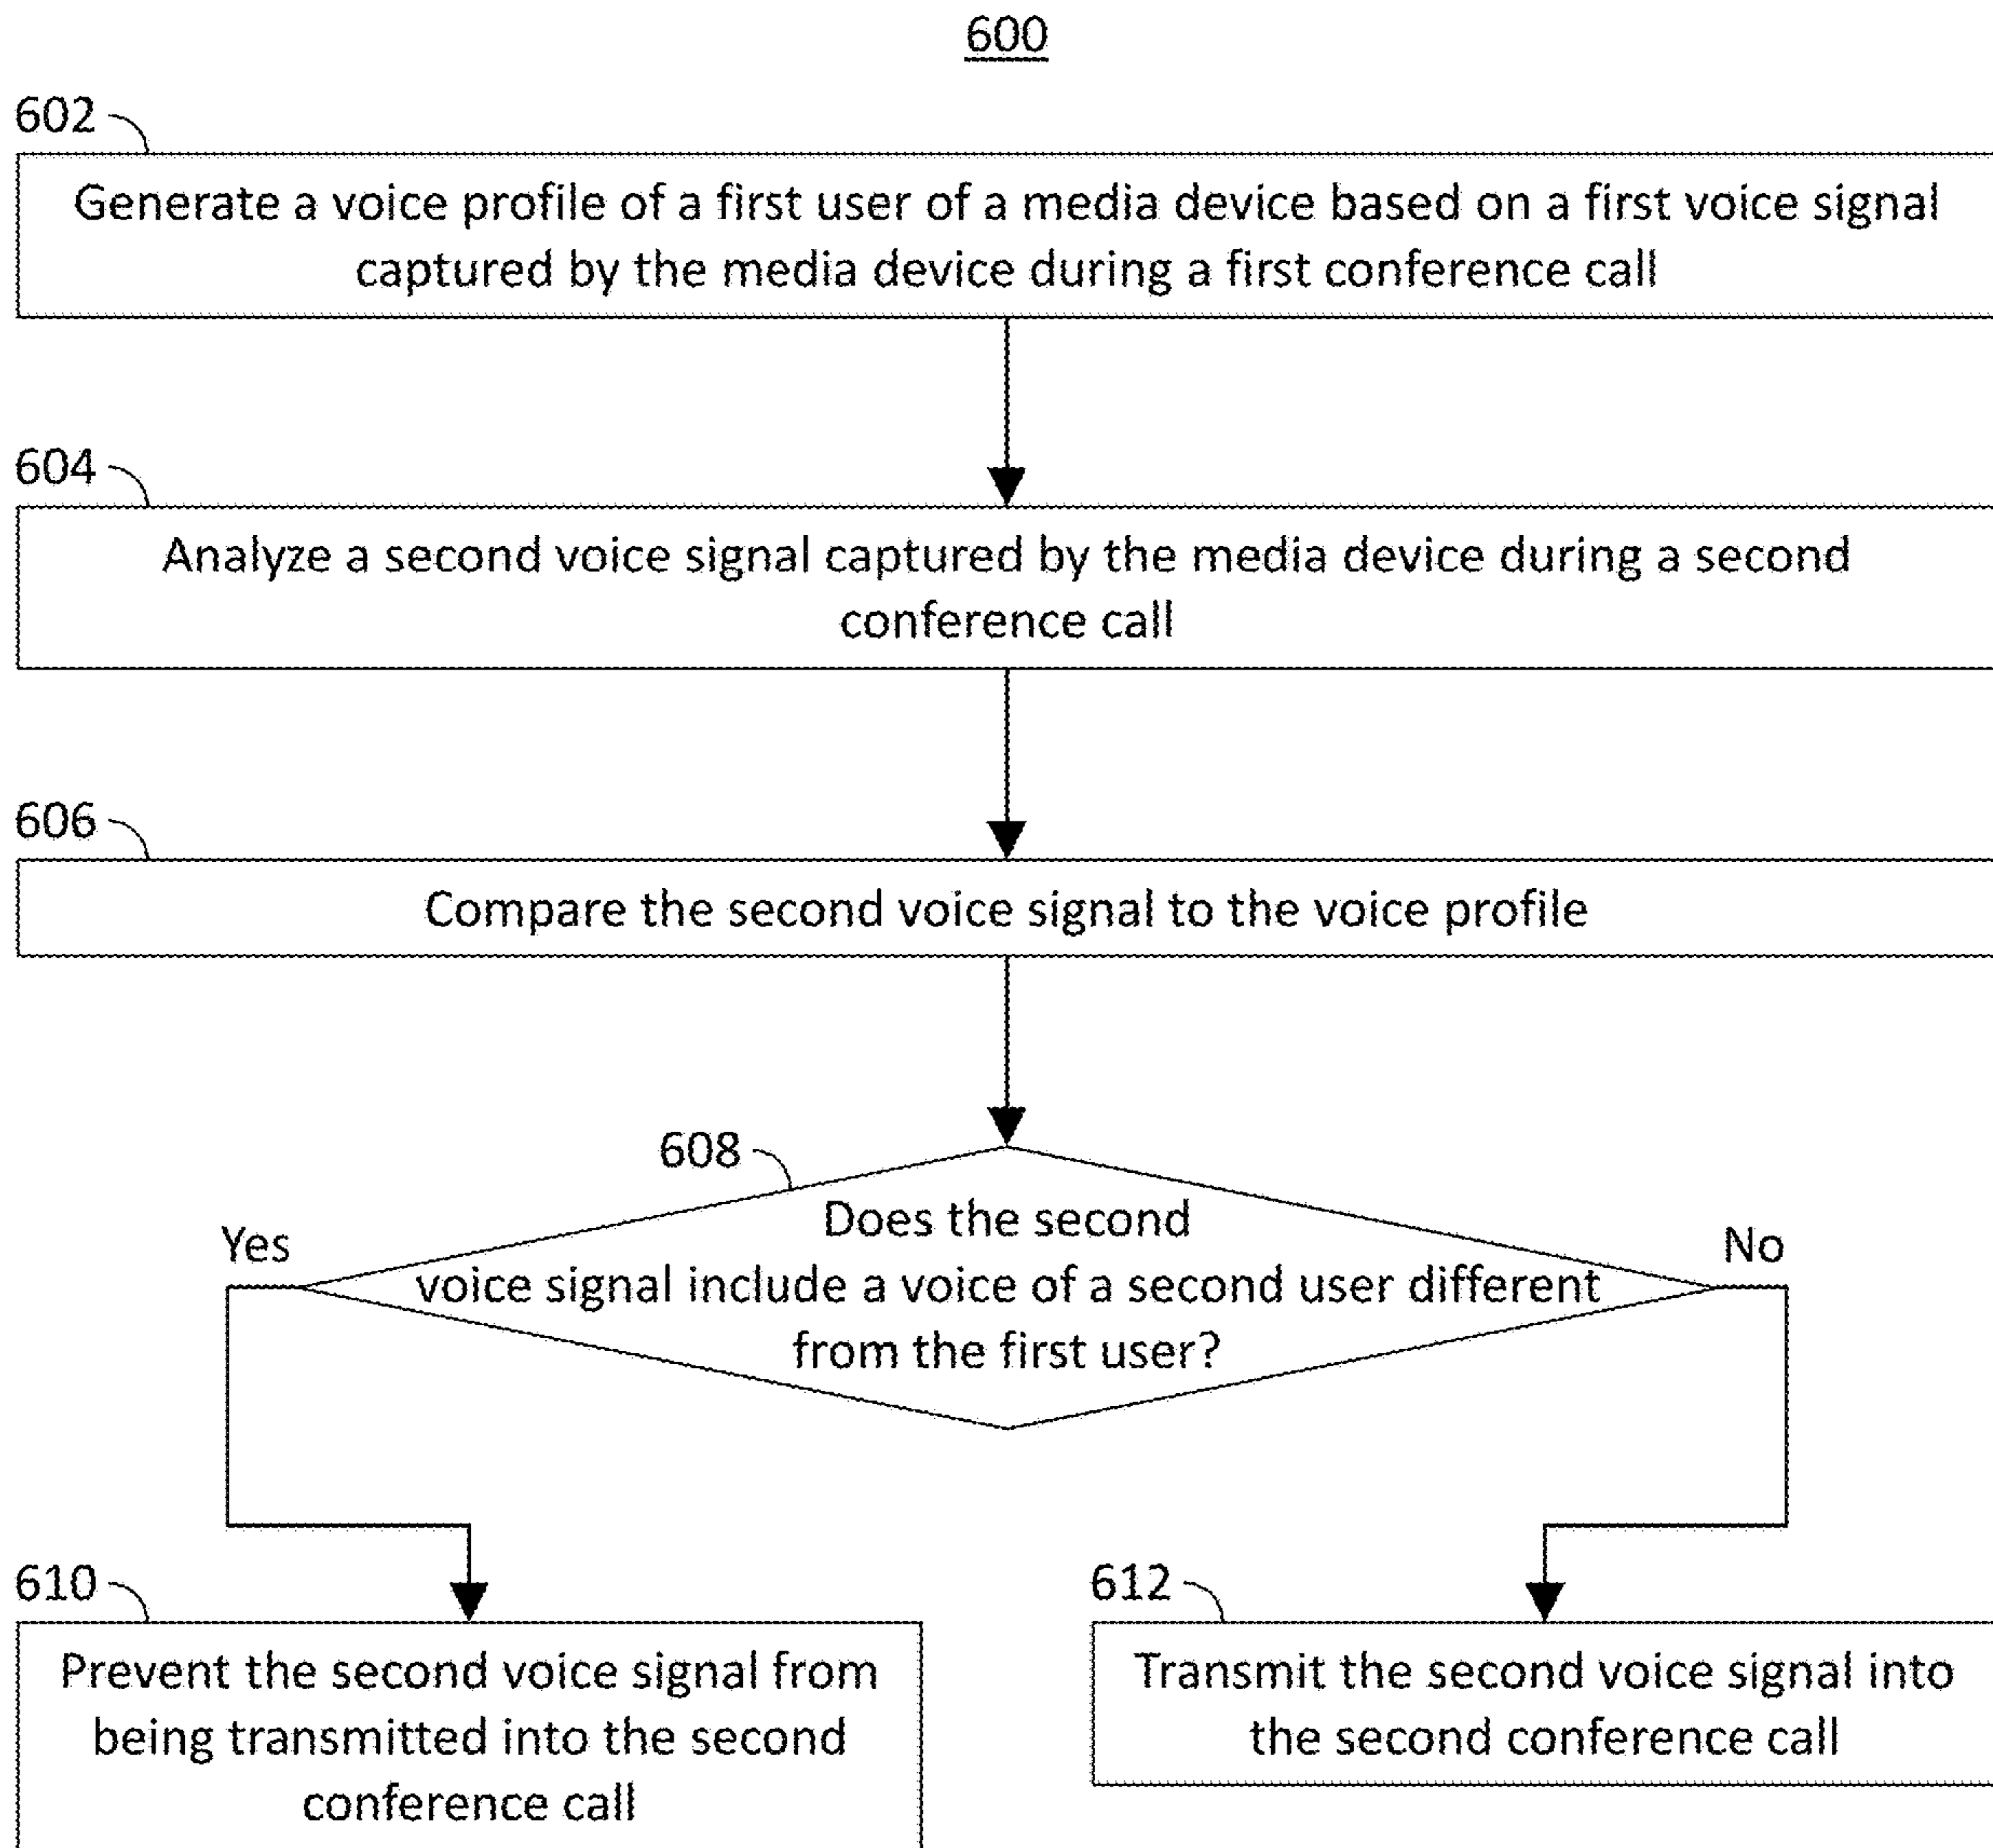 600
602
Generate a voice profile of a first user of a media device based on a first voice signal
captured by the media device during a first conference call
604
Analyze a second voice signal captured by the media device during a second
conference call
606
Compare the second voice signal to the voice profile
608
Does the second
voice signal include a voice of a second user different
from the first user?
Yes
No
610
Prevent the second voice signal from
being transmitted into the second
conference call
612
Transmit the second voice signal into
the second conference call